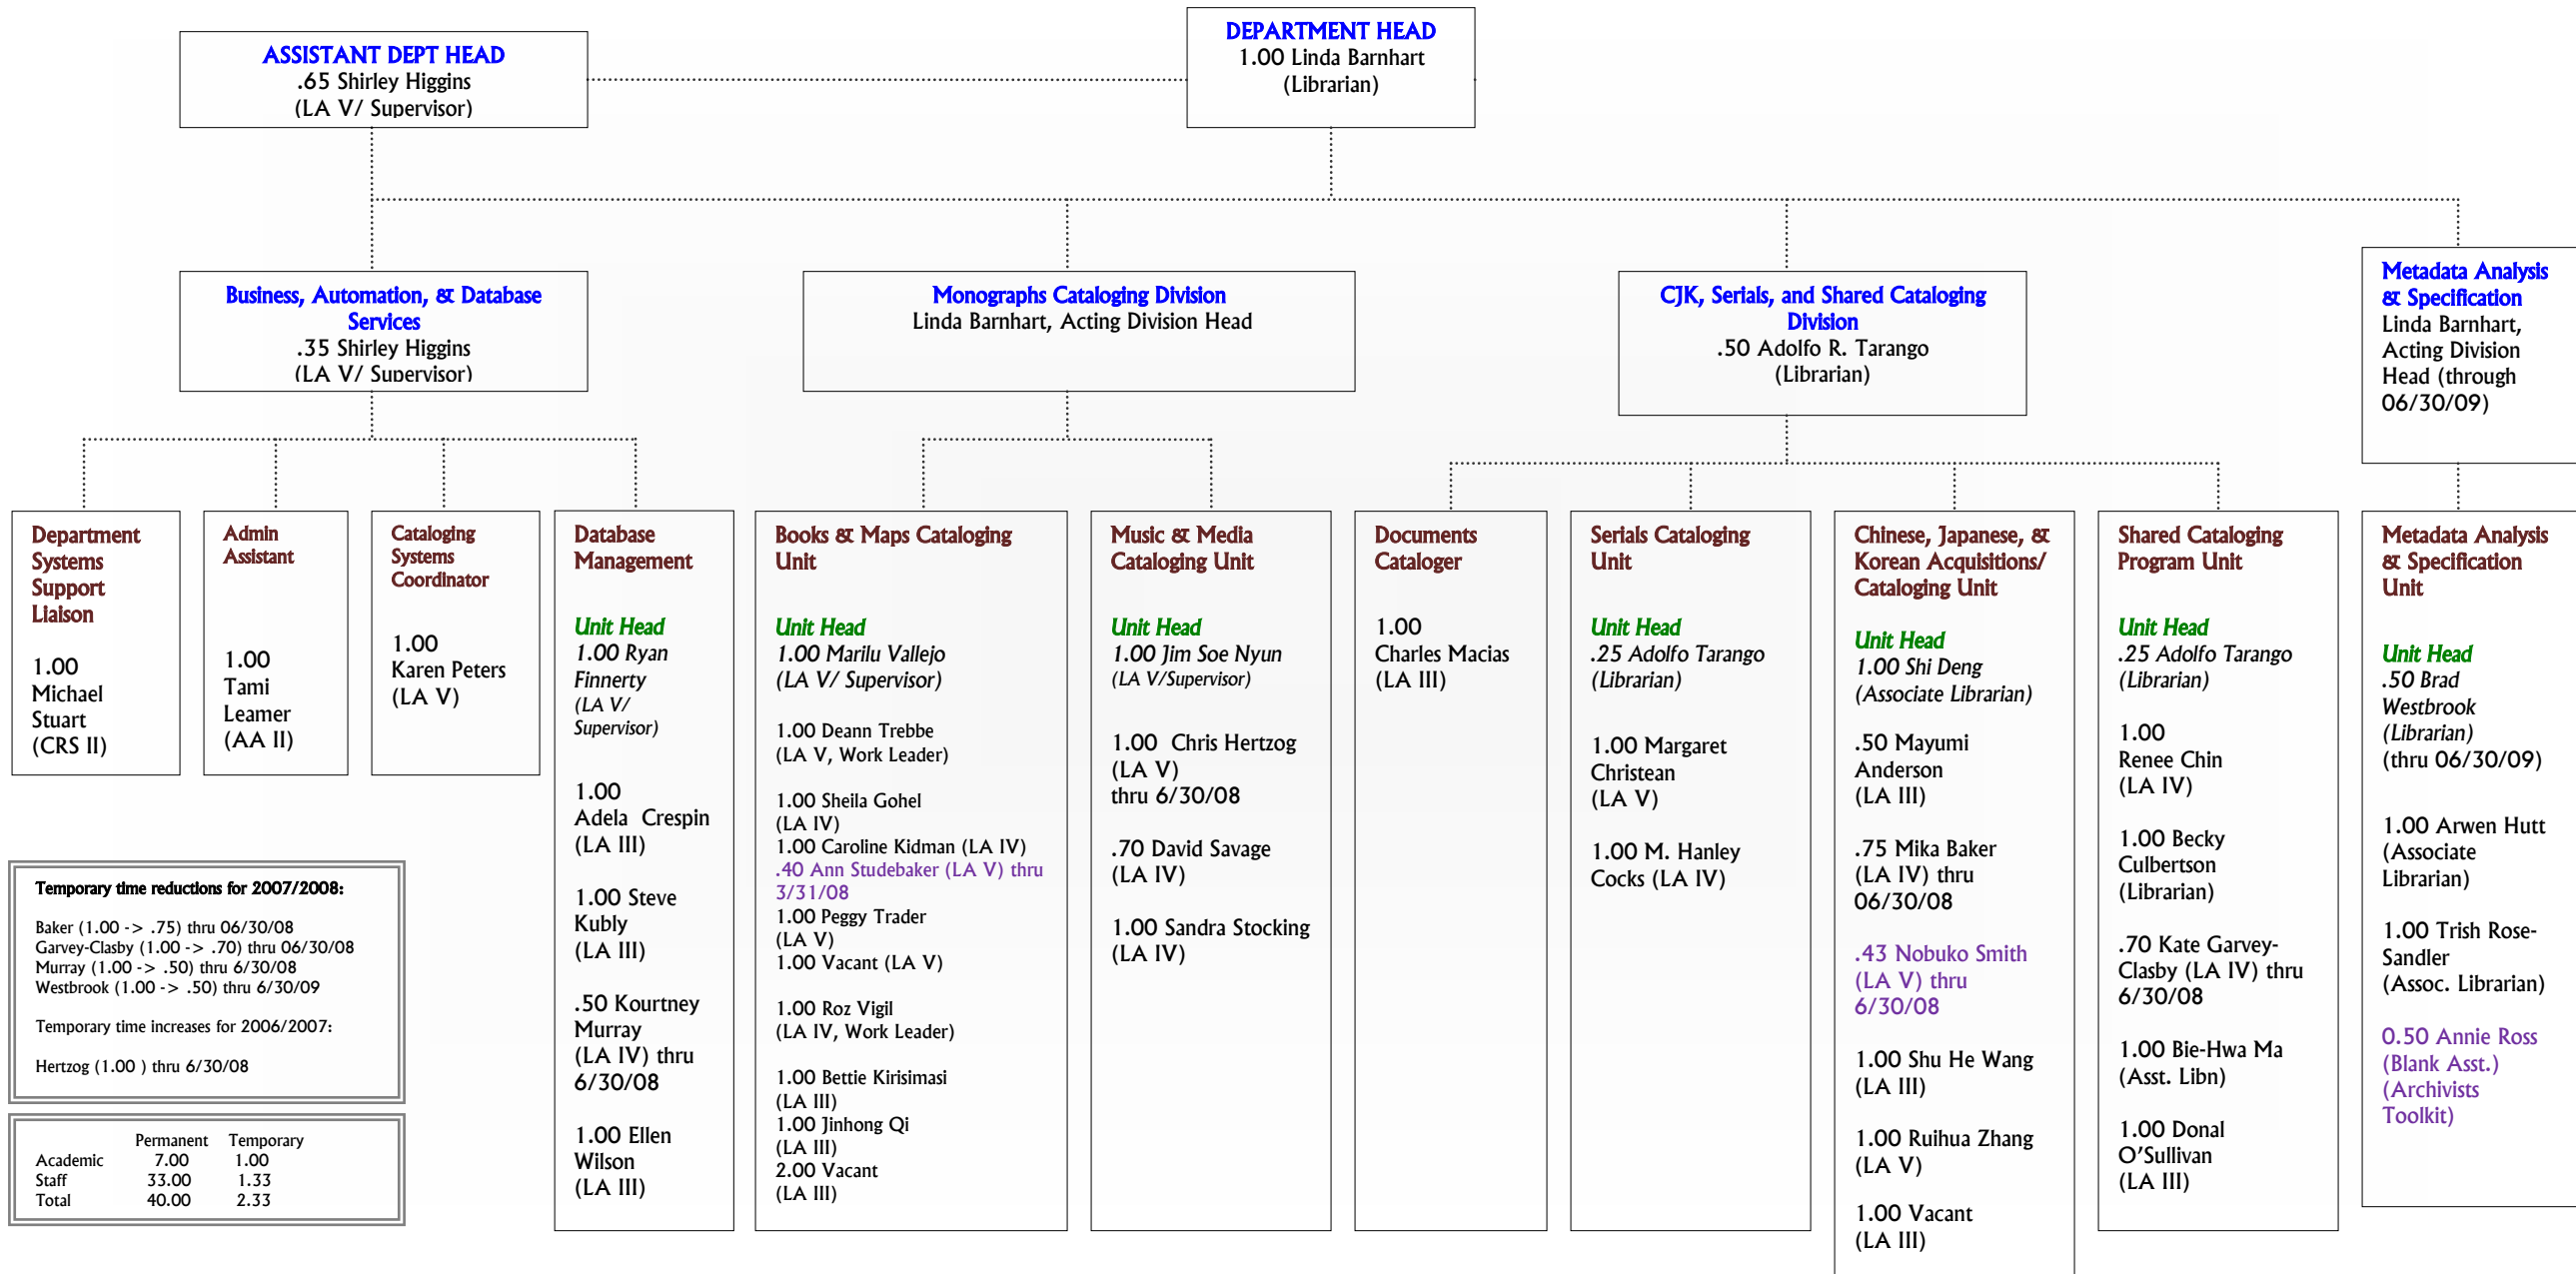 DEPARTMENT HEAD
1.00 Linda Barnhart
(Librarian)
ASSISTANT DEPT HEAD
.65 Shirley Higgins
(LA V/ Supervisor)
Business, Automation, & Database
Services
.35 Shirley Higgins
(LA V/ Supervisor)
Monographs Cataloging Division
Linda Barnhart, Acting Division Head
CJK, Serials, and Shared Cataloging
Division
.50 Adolfo R. Tarango
(Librarian)
Metadata Analysis
& Specification
Linda Barnhart,
Acting Division
Head (through
06/30/09)
Department
Systems
Support
Liaison
1.00
Michael
Stuart
(CRS II)
Admin
Assistant
1.00
Tami
Leamer
(AA II)
Cataloging
Systems
Coordinator
1.00
Karen Peters
(LA V)
Database
Management
Unit Head
1.00 Ryan
Finnerty
(LA V/
Supervisor)
1.00
Adela  Crespin
(LA III)
1.00 Steve
Kubly
(LA III)
.50 Kourtney
Murray
(LA IV) thru
6/30/08
1.00 Ellen
Wilson
(LA III)
Books & Maps Cataloging
Unit
Unit Head
1.00 Marilu Vallejo
(LA V/ Supervisor)
1.00 Deann Trebbe
(LA V, Work Leader)
1.00 Sheila Gohel
(LA IV)
1.00 Caroline Kidman (LA IV)
.40 Ann Studebaker (LA V) thru
3/31/08
1.00 Peggy Trader
(LA V)
1.00 Vacant (LA V)
1.00 Roz Vigil
(LA IV, Work Leader)
1.00 Bettie Kirisimasi
(LA III)
1.00 Jinhong Qi
(LA III)
2.00 Vacant
(LA III)
Music & Media
Cataloging Unit
Unit Head
1.00 Jim Soe Nyun
(LA V/Supervisor)
1.00  Chris Hertzog
(LA V)
thru 6/30/08
.70 David Savage
(LA IV)
1.00 Sandra Stocking
(LA IV)
Documents
Cataloger
1.00
Charles Macias
(LA III)
Serials Cataloging
Unit
Unit Head
.25 Adolfo Tarango
(Librarian)
1.00 Margaret
Christean
(LA V)
1.00 M. Hanley
Cocks (LA IV)
Chinese, Japanese, &
Korean Acquisitions/
Cataloging Unit
Unit Head
1.00 Shi Deng
(Associate Librarian)
.50 Mayumi
Anderson
(LA III)
.75 Mika Baker
(LA IV) thru
06/30/08
.43 Nobuko Smith
(LA V) thru
6/30/08
1.00 Shu He Wang
(LA III)
1.00 Ruihua Zhang
(LA V)
1.00 Vacant
(LA III)
Shared Cataloging
Program Unit
Unit Head
.25 Adolfo Tarango
(Librarian)
1.00
Renee Chin
(LA IV)
1.00 Becky
Culbertson
(Librarian)
.70 Kate Garvey-
Clasby (LA IV) thru
6/30/08
1.00 Bie-Hwa Ma
(Asst. Libn)
1.00 Donal
O'Sullivan
(LA III)
Metadata Analysis
& Specification
Unit
Unit Head
.50 Brad
Westbrook
(Librarian)
(thru 06/30/09)
1.00 Arwen Hutt
(Associate
Librarian)
1.00 Trish Rose-
Sandler
(Assoc. Librarian)
0.50 Annie Ross
(Blank Asst.)
(Archivists
Toolkit)
Temporary time reductions for 2007/2008:
Baker (1.00 -> .75) thru 06/30/08
Garvey-Clasby (1.00 -> .70) thru 06/30/08
Murray (1.00 -> .50) thru 6/30/08
Westbrook (1.00 -> .50) thru 6/30/09
Temporary time increases for 2006/2007:
Hertzog (1.00 ) thru 6/30/08
Permanent Temporary
Academic 7.00 1.00
Staff 33.00 1.33
Total 40.00 2.33